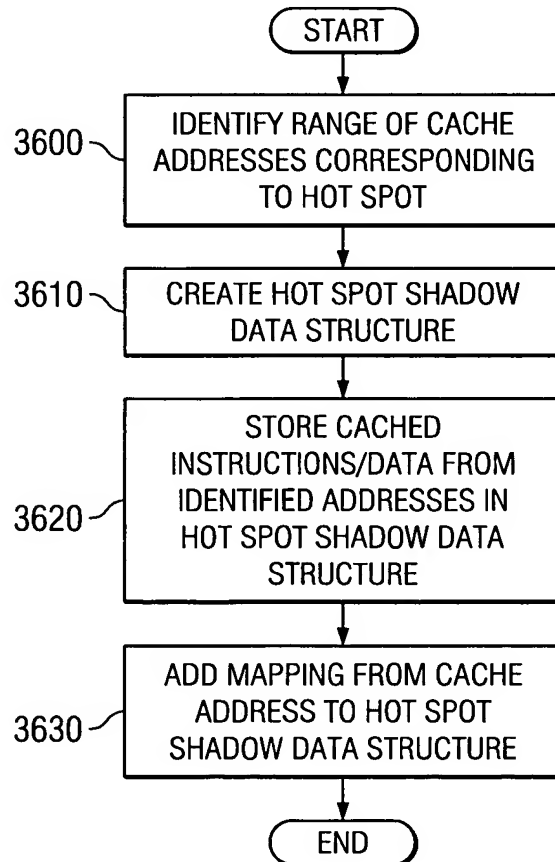 START
3600
IDENTIFY RANGE OF CACHE
ADDRESSES CORRESPONDING
TO HOT SPOT
3610
CREATE HOT SPOT SHADOW
DATA STRUCTURE
3620
STORE CACHED
INSTRUCTIONS/DATA FROM
IDENTIFIED ADDRESSES IN
HOT SPOT SHADOW DATA
STRUCTURE
3630
ADD MAPPING FROM CACHE
ADDRESS TO HOT SPOT
SHADOW DATA STRUCTURE
END